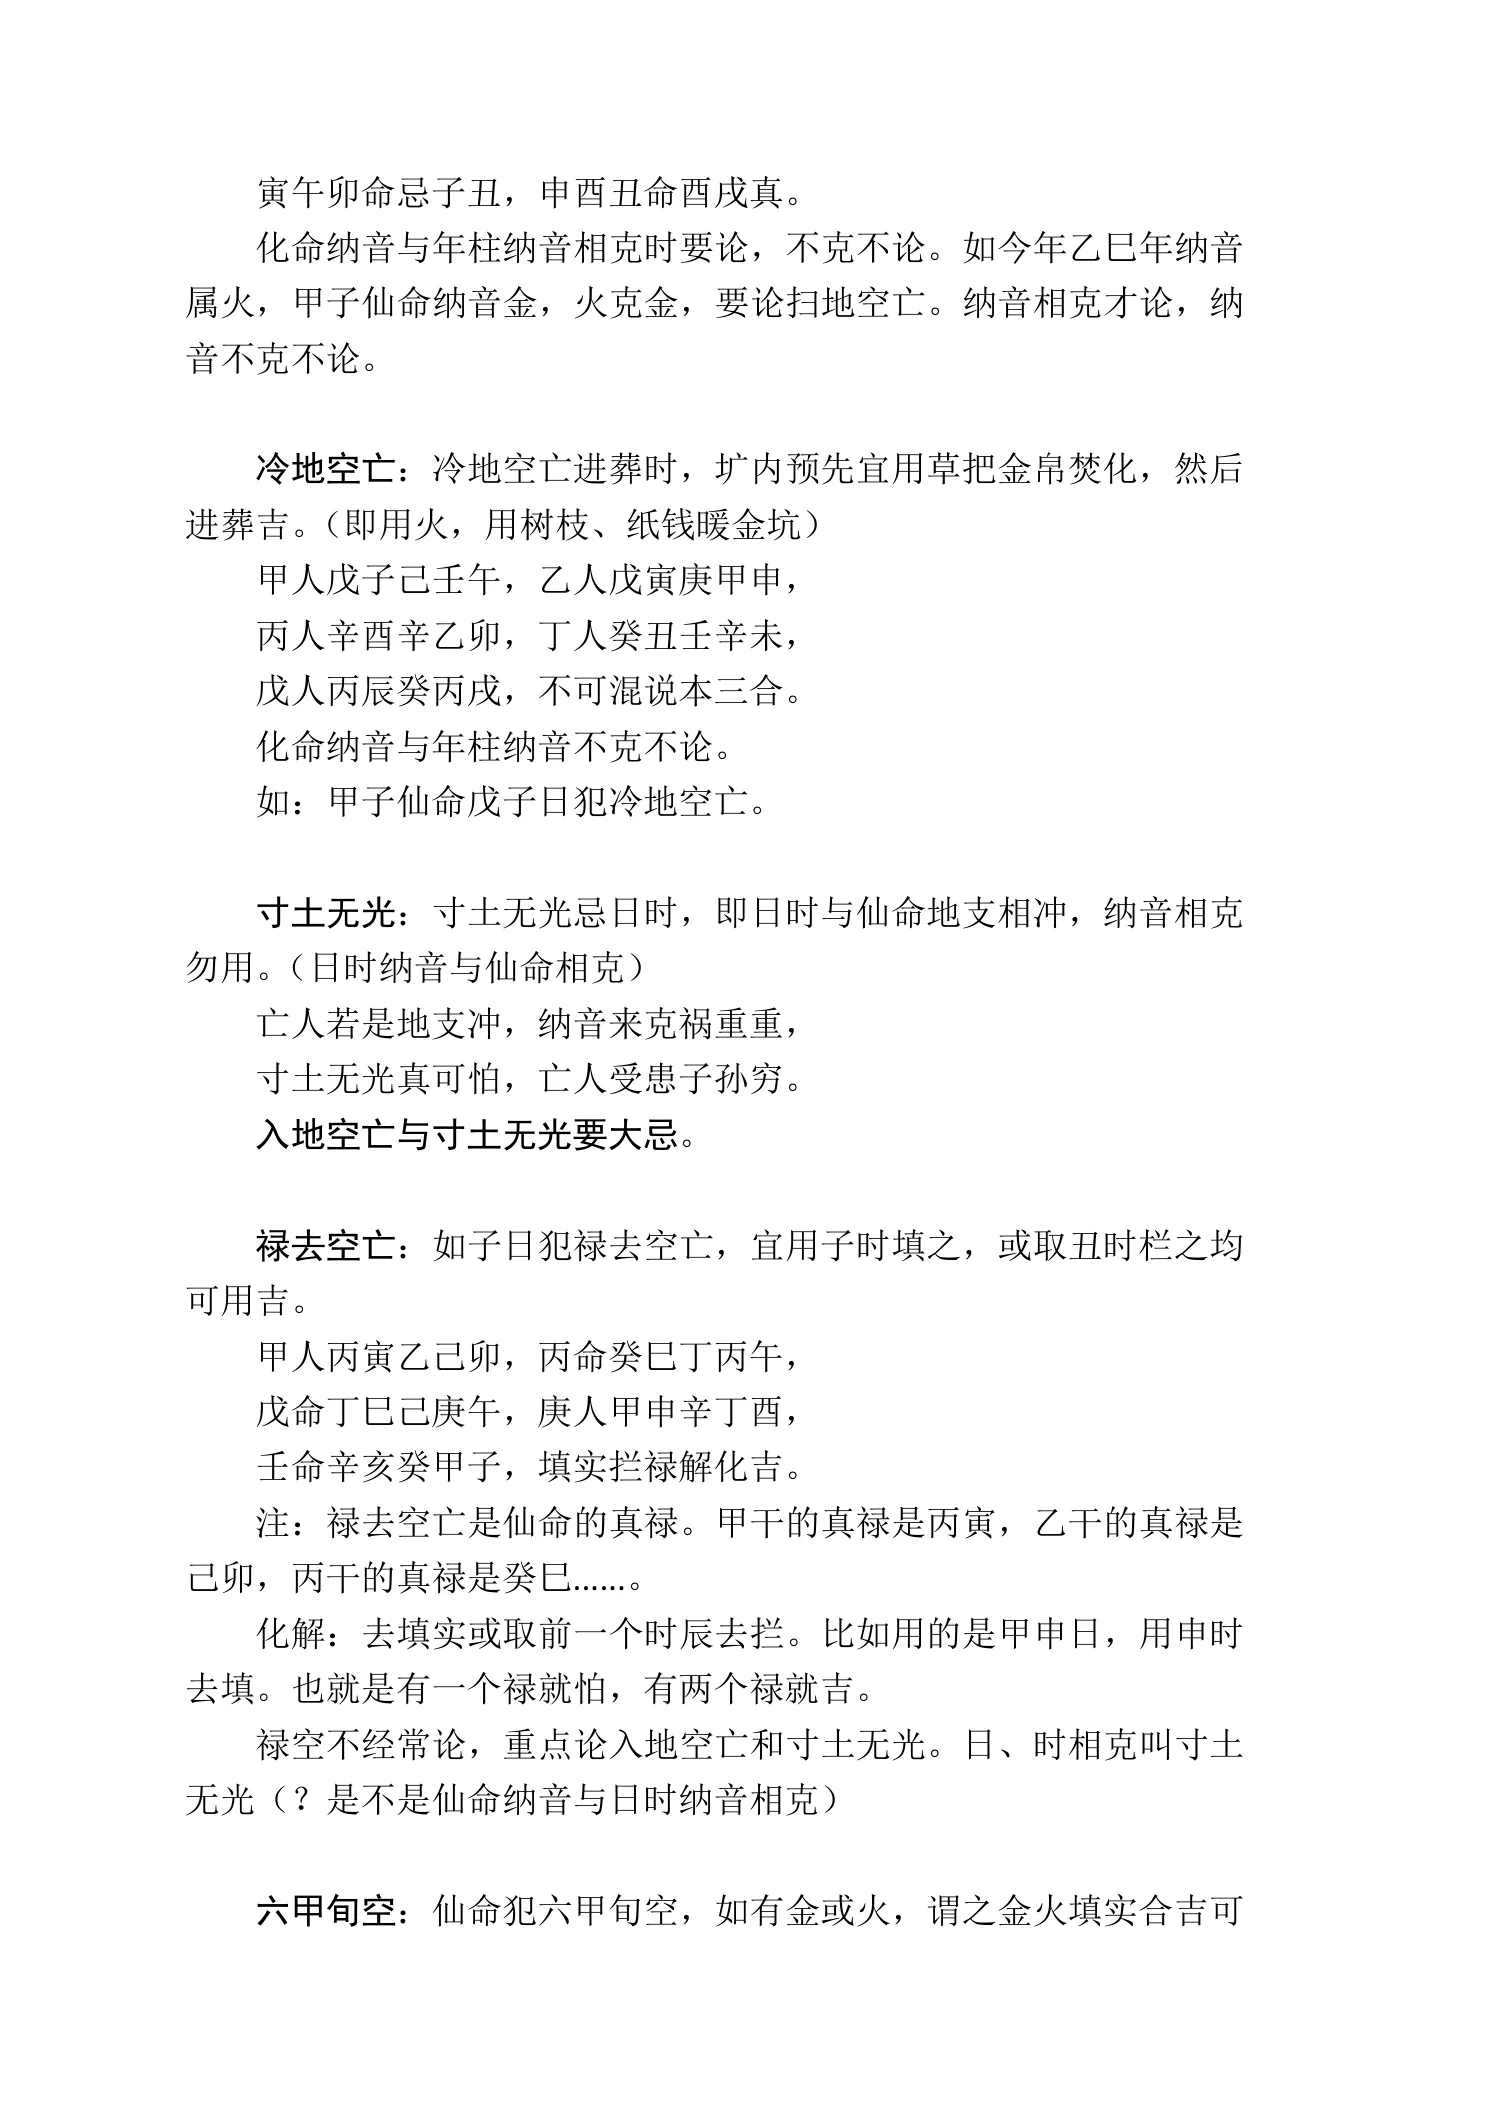 寅午卯命忌子丑，申酉丑命酉戌真。
化命纳音与年柱纳音相克时要论，不克不论。如今年乙巳年纳音
属火，甲子仙命纳音金，火克金，要论扫地空亡。纳音相克才论，纳
音不克不论。
冷地空亡：冷地空亡进葬时，圹内预先宜用草把金帛焚化，然后
进葬吉。（即用火，用树枝、纸钱暖金坑）
甲人戊子己壬午，乙人戊寅庚甲申，
丙人辛酉辛乙卯，丁人癸丑壬辛未，
戊人丙辰癸丙戌，不可混说本三合。
化命纳音与年柱纳音不克不论。
如：甲子仙命戊子日犯冷地空亡。
寸土无光：寸土无光忌日时，即日时与仙命地支相冲，纳音相克
勿用。（日时纳音与仙命相克）
亡人若是地支冲，纳音来克祸重重，
寸土无光真可怕，亡人受患子孙穷。
入地空亡与寸土无光要大忌。
禄去空亡：如子日犯禄去空亡，宜用子时填之，或取丑时栏之均
可用吉。
甲人丙寅乙己卯，丙命癸巳丁丙午，
戊命丁巳己庚午，庚人甲申辛丁酉，
壬命辛亥癸甲子，填实拦禄解化吉。
注：禄去空亡是仙命的真禄。甲干的真禄是丙寅，乙干的真禄是
己卯，丙干的真禄是癸巳……。
化解：去填实或取前一个时辰去拦。比如用的是甲申日，用申时
去填。也就是有一个禄就怕，有两个禄就吉。
禄空不经常论，重点论入地空亡和寸土无光。日、时相克叫寸土
无光（？是不是仙命纳音与日时纳音相克）
六甲旬空：仙命犯六甲旬空，如有金或火，谓之金火填实合吉可